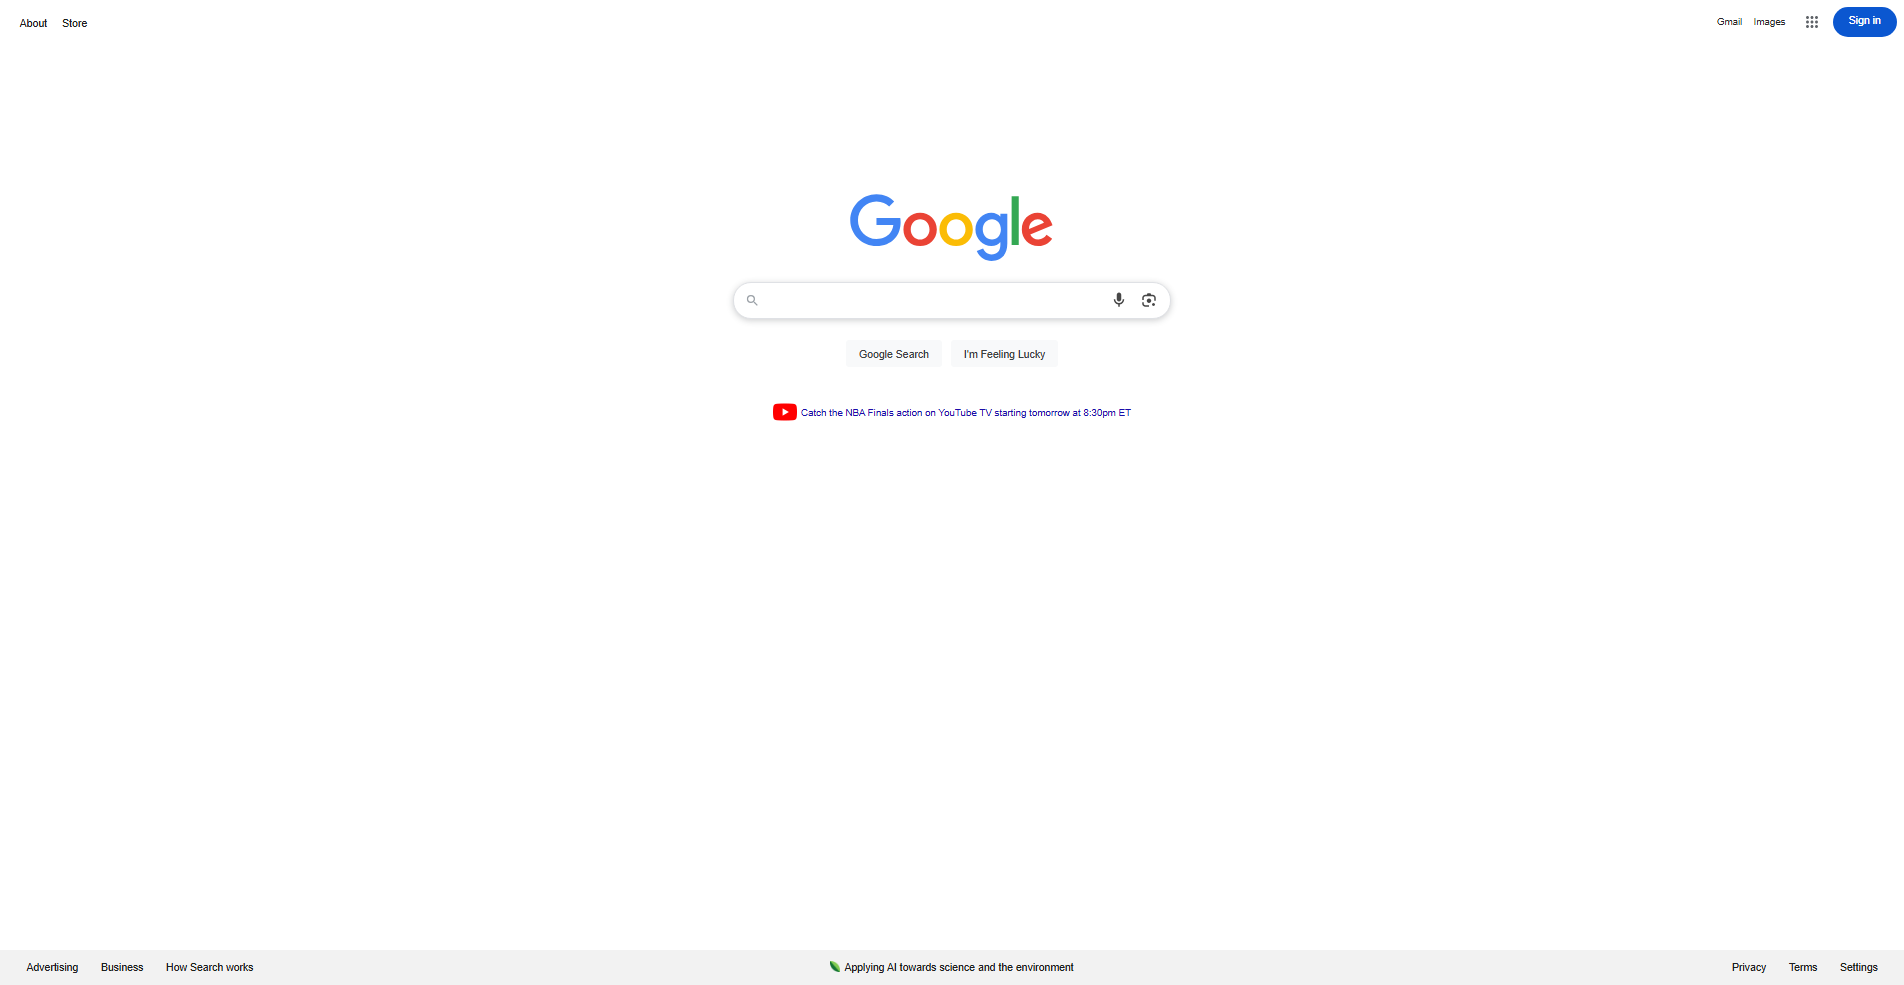 About Store Gmail Images Sign in
Google
Google Search I'm Feeling Lucky
Catch the NBA Finals action on YouTube TV starting tomorrow at 8:30pm ET
Advertising Business How Search works Applying AI towards science and the environment Privacy Terms Settings